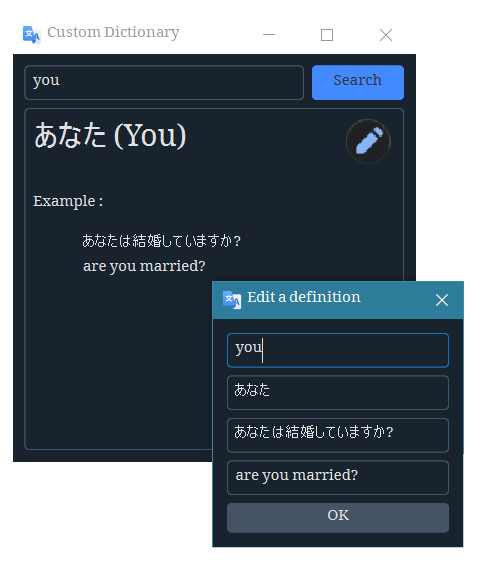 Custom Dictionary
you
Search
あなた (You)
Example :
あなたは結婚していますか?
are you married?
Edit a definition
you
あなた
あなたは結婚していますか?
are you married?
OK